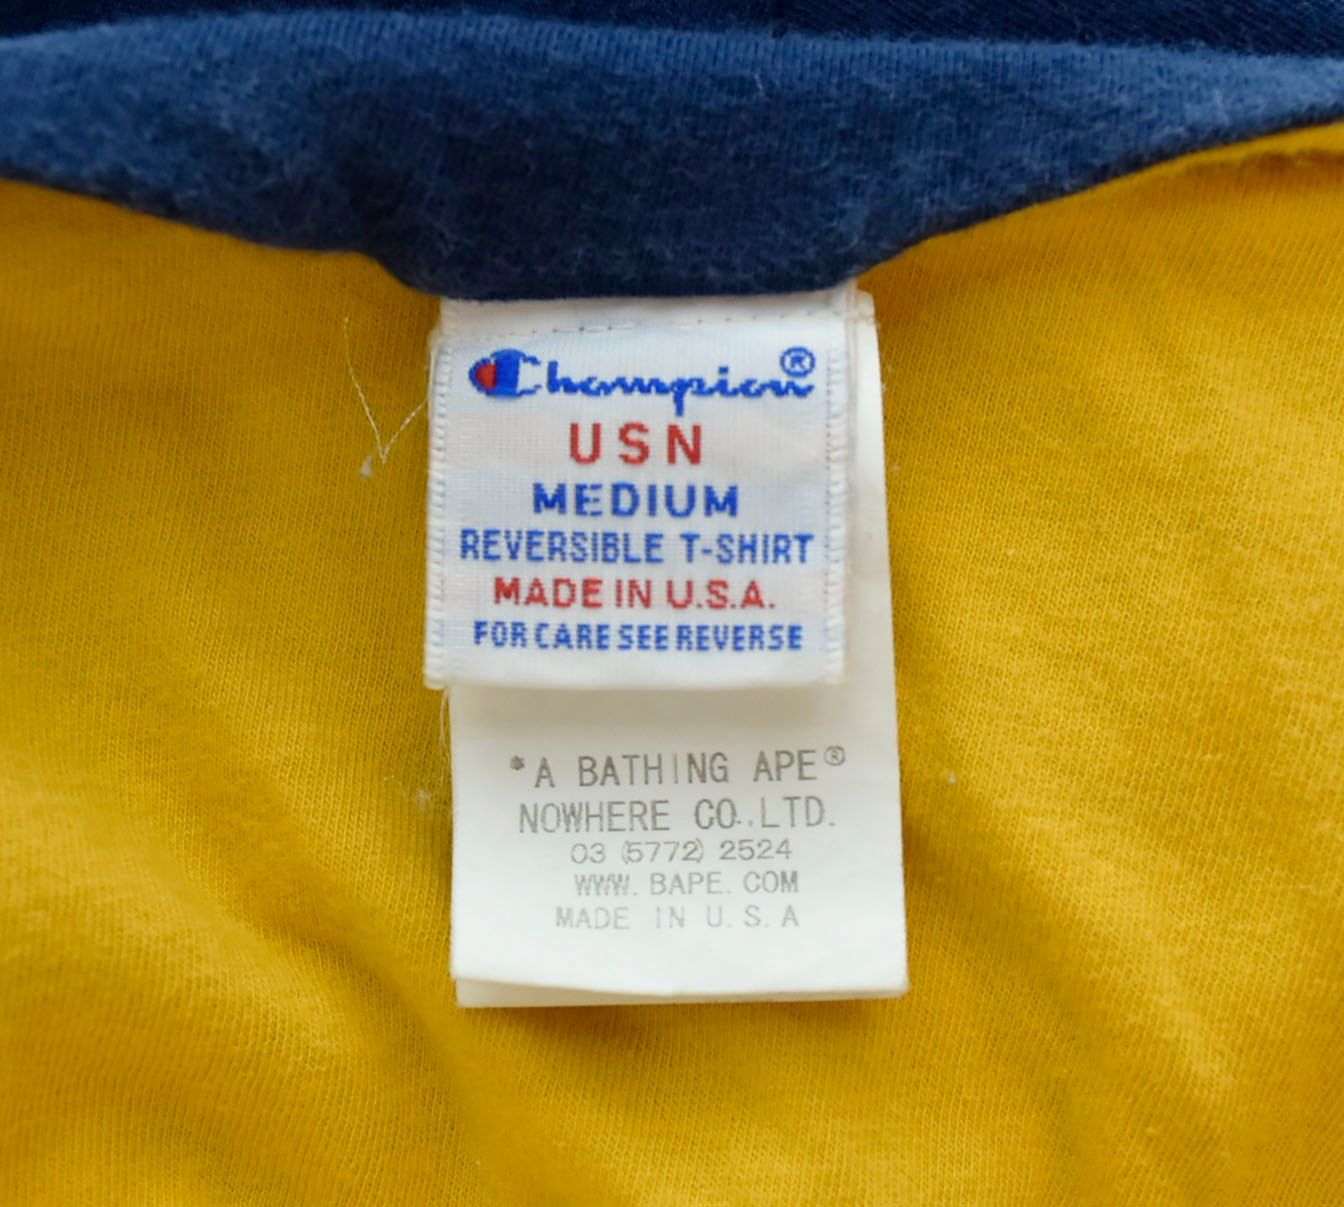 Champion®
USN
MEDIUM
REVERSIBLE T-SHIRT
MADE IN U.S.A.
FOR CARE SEE REVERSE
*A BATHING APE®
NOWHERE CO.,LTD.
03 (5772) 2524
WWW. BAPE. COM
MADE IN U. S. A